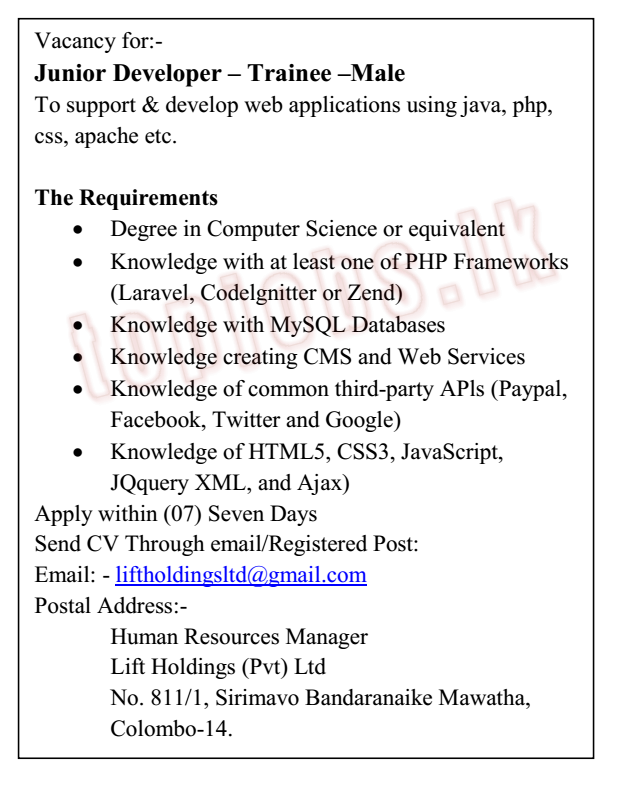 Vacancy for:-
Junior Developer – Trainee –Male
To support & develop web applications using java, php,
css, apache etc.
The Requirements
• Degree in Computer Science or equivalent
• Knowledge with at least one of PHP Frameworks
(Laravel, Codelgnitter or Zend)
• Knowledge with MySQL Databases
• Knowledge creating CMS and Web Services
• Knowledge of common third-party APls (Paypal,
Facebook, Twitter and Google)
• Knowledge of HTML5, CSS3, JavaScript,
JQquery XML, and Ajax)
Apply within (07) Seven Days
Send CV Through email/Registered Post:
Email: - liftholdingsltd@gmail.com
Postal Address:-
Human Resources Manager
Lift Holdings (Pvt) Ltd
No. 811/1, Sirimavo Bandaranaike Mawatha,
Colombo-14.
topjobs.lk